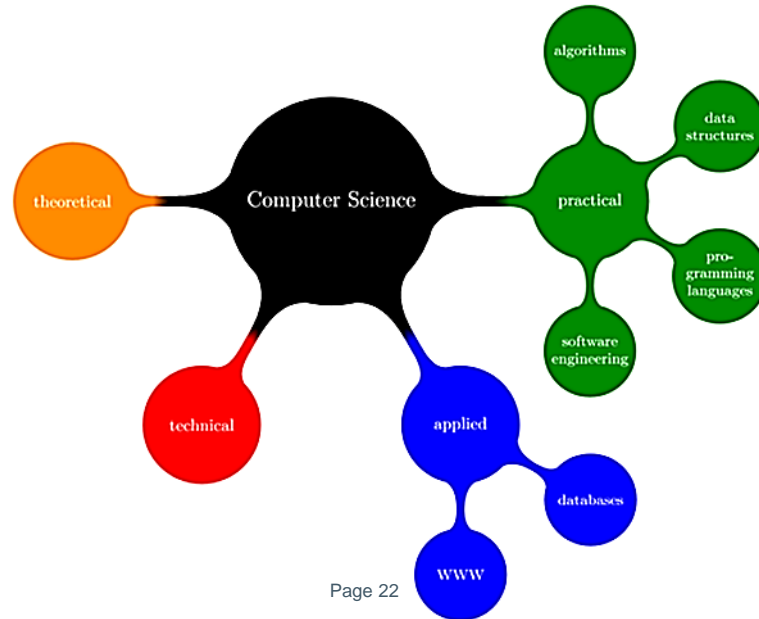 algorithms
data
structures
theoretical
Computer Science
practical
pro-
gramming
languages
software
engineering
technical
applied
databases
WWW
Page 22